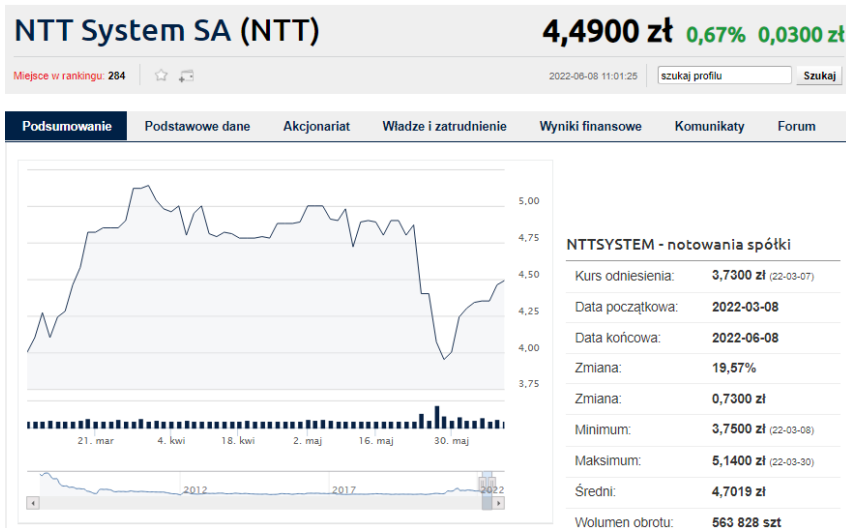 NTT System SA (NTT)
4,4900 zł 0,67% 0,0300 zł
Miejsce w rankingu: 284
2022-06-08 11:01:25
szukaj profilu
Szukaj
Podsumowanie
Podstawowe dane
Akcjonariat
Władze i zatrudnienie
Wyniki finansowe
Komunikaty
Forum
5,00
4,75
4,50
4,25
4,00
3,75
21. mar
4. kwi
18. kwi
2. maj
16. maj
30. maj
2012
2017
2022
NTTSYSTEM - notowania spółki
Kurs odniesienia: 3,7300 zł (22-03-07)
Data początkowa: 2022-03-08
Data końcowa: 2022-06-08
Zmiana: 19,57%
Zmiana: 0,7300 zł
Minimum: 3,7500 zł (22-03-08)
Maksimum: 5,1400 zł (22-03-30)
Średni: 4,7019 zł
Wolumen obrotu: 563 828 szt